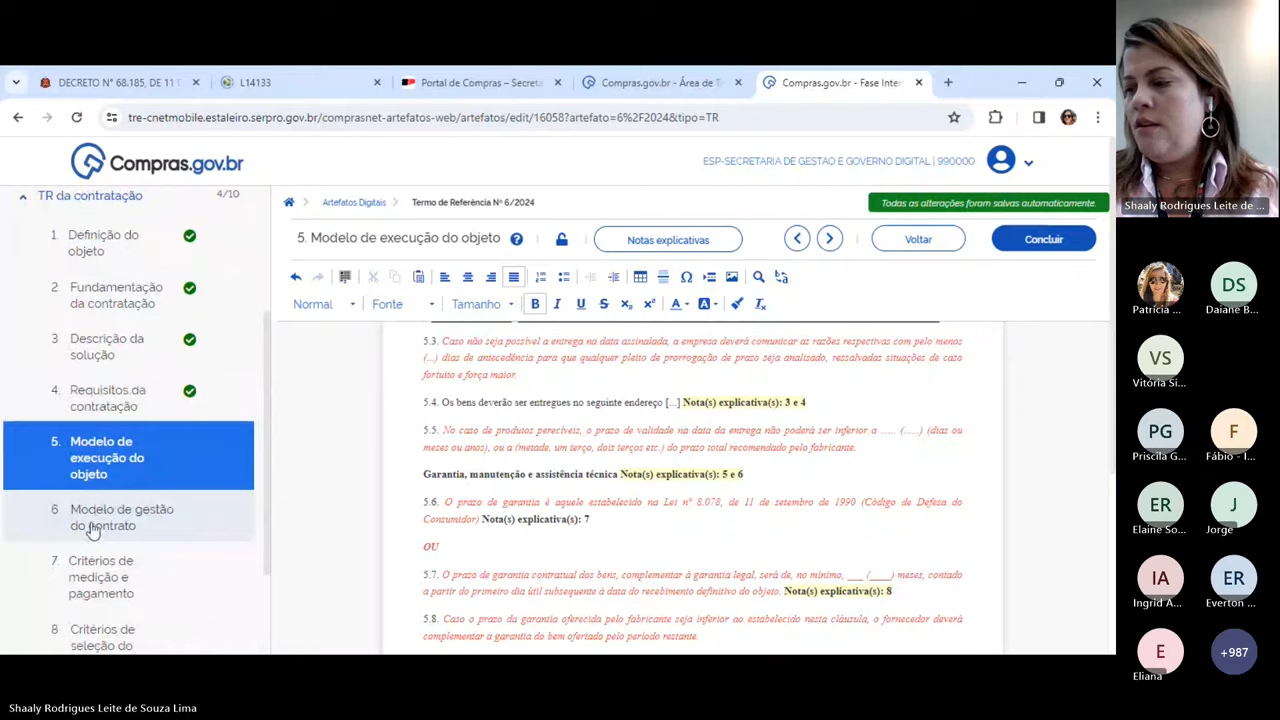 DECRETO N° 68.185, DE 11
L14133
Portal de Compras – Secreta
Compras.gov.br - Área de T
Compras.gov.br - Fase Inter
tre-cnetmobile.estaleiro.serpro.gov.br/comprasnet-artefatos-web/artefatos/edit/16058?artefato=6%2F2024&tipo=TR
Compras.gov.br
ESP-SECRETARIA DE GESTAO E GOVERNO DIGITAL | 990000
TR da contratação 4/10
1. Definição do
objeto
2 Fundamentação
da contratação
3 Descrição da
solução
4. Requisitos da
contratação
5. Modelo de
execução do
objeto
6 Modelo de gestão
do contrato
7. Critérios de
medição e
pagamento
8 Critérios de
seleção do
Artefatos Digitais
Termo de Referência Nº 6/2024
Todas as alterações foram salvas automaticamente.
5. Modelo de execução do objeto
Notas explicativas
Voltar
Concluir
Normal Fonte Tamanho
5.3. Caso não seja possível a entrega na data assinalada, a empresa deverá comunicar as razões respectivas com pelo menos
(...) dias de antecedência para que qualquer pleito de prorrogação de prazo seja analisado, ressalvadas situações de caso
fortuito e força maior.
5.4. Os bens deverão ser entregues no seguinte endereço [...] Nota(s) explicativa(s): 3 e 4
5.5. No caso de produtos perecíveis, o prazo de validade na data da entrega não poderá ser inferior a ...... (......) (dias ou
meses ou anos), ou a (metade, um terço, dois terços etc.) do prazo total recomendado pelo fabricante.
Garantia, manutenção e assistência técnica Nota(s) explicativa(s): 5 e 6
5.6. O prazo de garantia é aquele estabelecido na Lei nº 8.078, de 11 de setembro de 1990 (Código de Defesa do
Consumidor) Nota(s) explicativa(s): 7
OU
5.7. O prazo de garantia contratual dos bens, complementar à garantia legal, será de, no mínimo, ___ (____) meses, contado
a partir do primeiro dia útil subsequente à data do recebimento definitivo do objeto. Nota(s) explicativa(s): 8
5.8. Caso o prazo da garantia oferecida pelo fabricante seja inferior ao estabelecido nesta cláusula, o fornecedor deverá
complementar a garantia do bem ofertado pelo período restante.
Shaaly Rodrigues Leite de ...
Patrícia ...
DS
Daiane B...
VS
Vitória Si...
PG
Priscila G...
F
Fábio - I...
ER
Elaine So...
J
Jorge
IA
Ingrid A...
ER
Everton ...
E
Eliana
+987
Shaaly Rodrigues Leite de Souza Lima